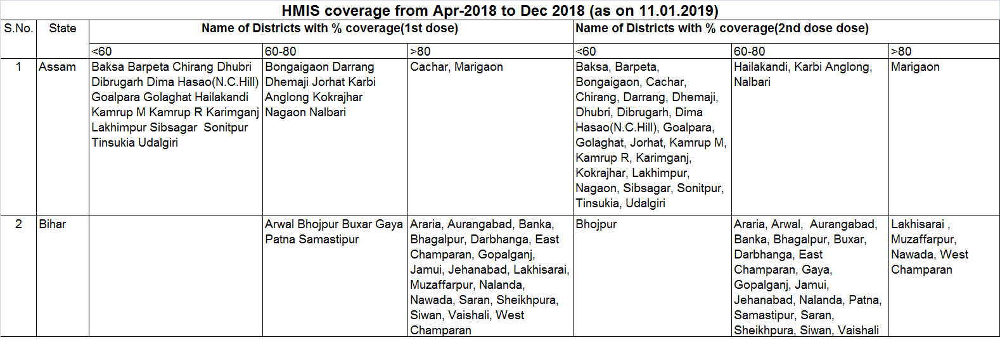 HMIS coverage from Apr-2018 to Dec 2018 (as on 11.01.2019)
S.No.
State
Name of Districts with % coverage(1st dose)
Name of Districts with % coverage(2nd dose dose)
<60
60-80
>80
<60
60-80
>80
1
Assam
Baksa Barpeta Chirang Dhubri
Dibrugarh Dima Hasao(N.C.Hill)
Goalpara Golaghat Hailakandi
Kamrup M Kamrup R Karimganj
Lakhimpur Sibsagar  Sonitpur
Tinsukia Udalgiri
Bongaigaon Darrang
Dhemaji Jorhat Karbi
Anglong Kokrajhar
Nagaon Nalbari
Cachar, Marigaon
Baksa, Barpeta,
Bongaigaon, Cachar,
Chirang, Darrang, Dhemaji,
Dhubri, Dibrugarh, Dima
Hasao(N.C.Hill), Goalpara,
Golaghat, Jorhat, Kamrup M,
Kamrup R, Karimganj,
Kokrajhar, Lakhimpur,
Nagaon, Sibsagar, Sonitpur,
Tinsukia, Udalgiri
Hailakandi, Karbi Anglong,
Nalbari
Marigaon
2
Bihar
Arwal Bhojpur Buxar Gaya
Patna Samastipur
Araria, Aurangabad, Banka,
Bhagalpur, Darbhanga, East
Champaran, Gopalganj,
Jamui, Jehanabad, Lakhisarai,
Muzaffarpur, Nalanda,
Nawada, Saran, Sheikhpura,
Siwan, Vaishali, West
Champaran
Bhojpur
Araria, Arwal,  Aurangabad,
Banka, Bhagalpur, Buxar,
Darbhanga, East
Champaran, Gaya,
Gopalganj, Jamui,
Jehanabad, Nalanda, Patna,
Samastipur, Saran,
Sheikhpura, Siwan, Vaishali
Lakhisarai ,
Muzaffarpur,
Nawada, West
Champaran